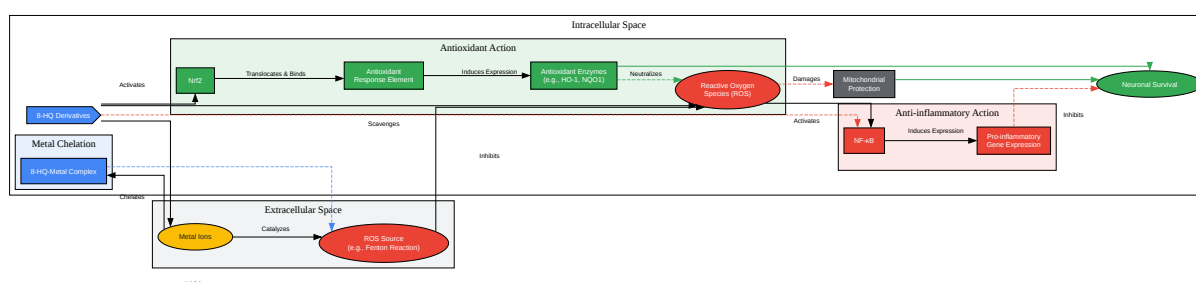 Intracellular Space
Antioxidant Action
Activates
Nrf2
Translocates & Binds
Antioxidant
Response Element
Induces Expression
Antioxidant Enzymes
(e.g., HO-1, NQO1)
Neutralizes
Reactive Oxygen
Species (ROS)
Damages
Mitochondrial
Protection
Neuronal Survival
8-HQ Derivatives
Scavenges
Activates
Anti-inflammatory Action
NF-κB
Induces Expression
Pro-inflammatory
Gene Expression
Inhibits
Metal Chelation
8-HQ-Metal Complex
Inhibits
Chelates
Extracellular Space
Metal Ions
Catalyzes
ROS Source
(e.g., Fenton Reaction)